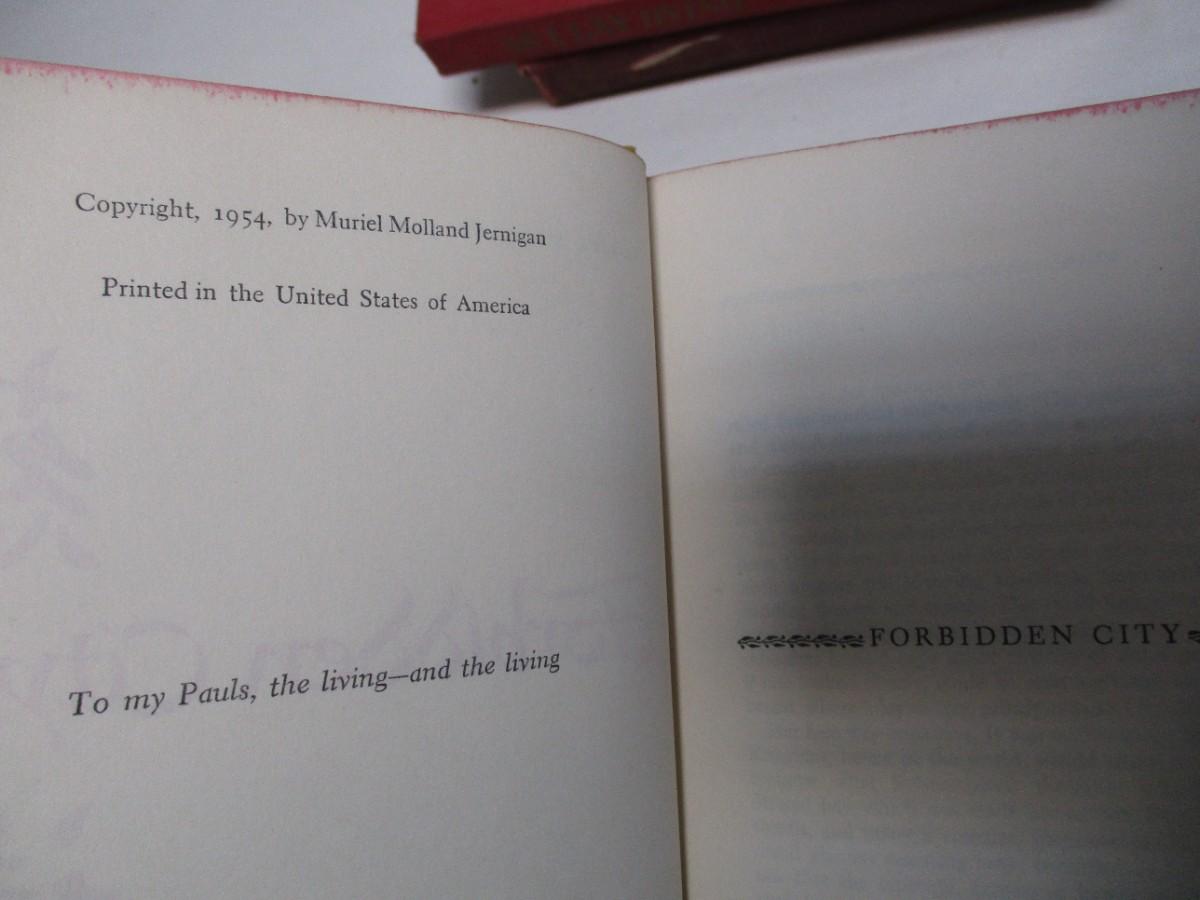 Copyright, 1954, by Muriel Molland Jernigan
Printed in the United States of America
To my Pauls, the living—and the living
FORBIDDEN CITY